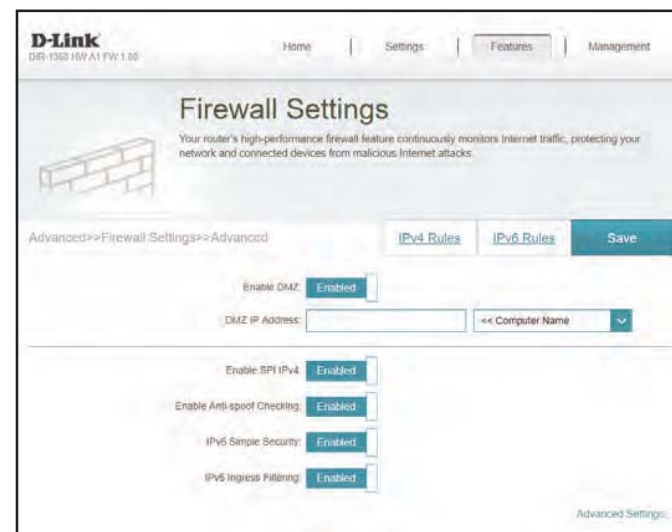 D-Link
DIR-1360 HW:A1 FW:1.00
Home | Settings | Features | Management
Firewall Settings
Your router's high-performance firewall feature continuously monitors Internet traffic, protecting your
network and connected devices from malicious Internet attacks.
Advanced>>Firewall Settings>>Advanced
IPv4 Rules
IPv6 Rules
Save
Enable DMZ: Enabled
DMZ IP Address: << Computer Name
Enable SPI IPv4: Enabled
Enable Anti-spoof Checking: Enabled
IPv6 Simple Security: Enabled
IPv6 Ingress Filtering: Enabled
Advanced Settings...